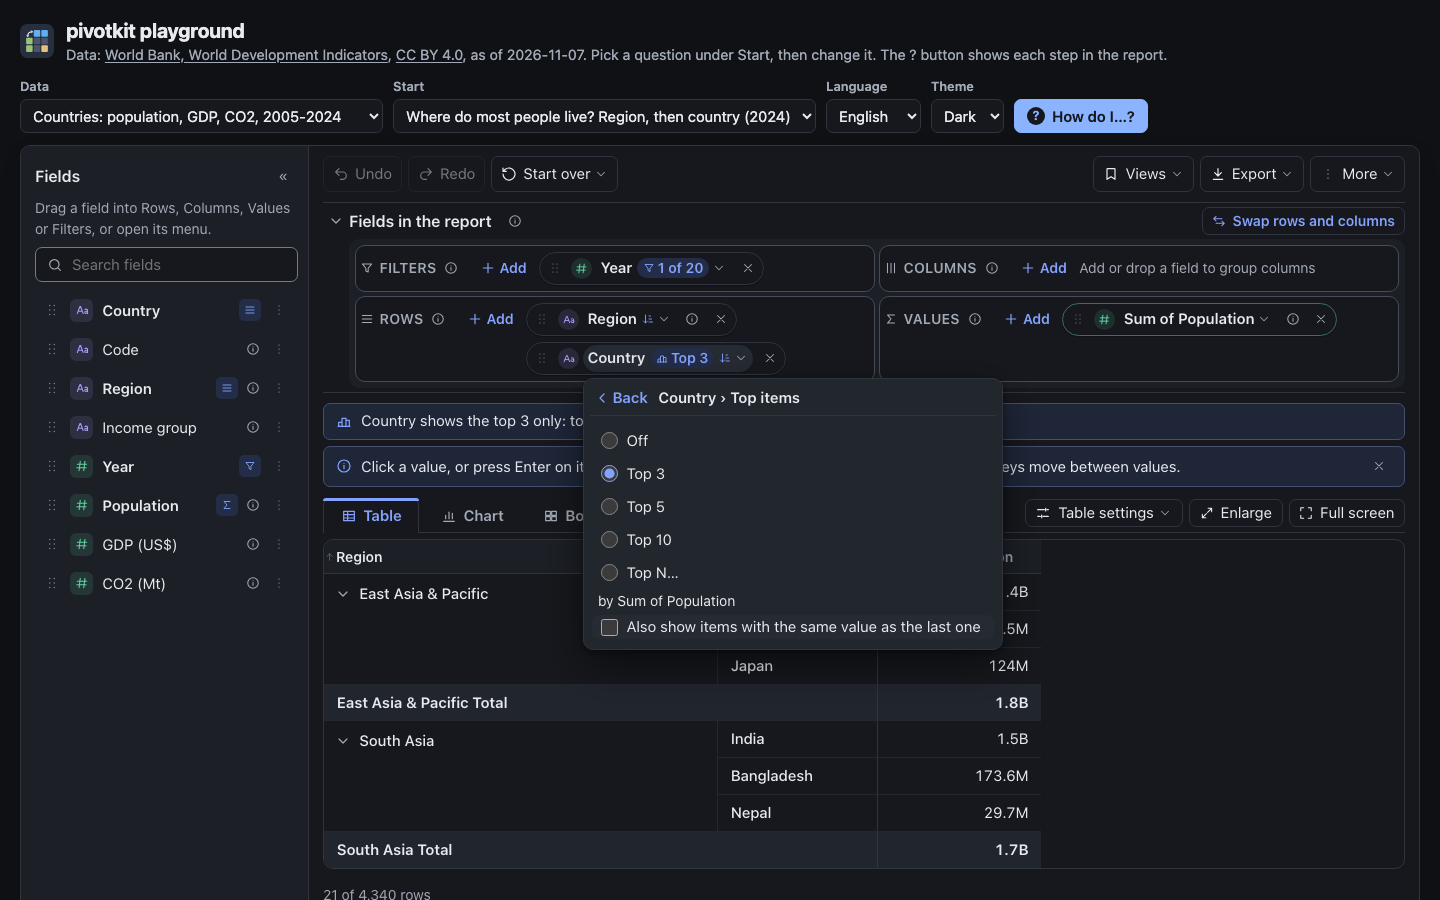 pivotkit playground
Data: World Bank, World Development Indicators, CC BY 4.0, as of 2026-11-07. Pick a question under Start, then change it. The ? button shows each step in the report.
Data
Start
Language
Theme
Countries: population, GDP, CO2, 2005-2024
Where do most people live? Region, then country (2024)
English
Dark
? How do I...?
Fields
«
Drag a field into Rows, Columns, Values
or Filters, or open its menu.
Search fields
Aa Country
Aa Code
Aa Region
Aa Income group
# Year
# Population Σ
# GDP (US$)
# CO2 (Mt)
Undo
Redo
Start over
Views
Export
More
Fields in the report
Swap rows and columns
FILTERS
+ Add
# Year 1 of 20
COLUMNS
+ Add
Add or drop a field to group columns
ROWS
+ Add
Aa Region
Aa Country Top 3
Σ VALUES
+ Add
# Sum of Population
Back Country › Top items
Off
Top 3
Top 5
Top 10
Top N...
by Sum of Population
Also show items with the same value as the last one
Country shows the top 3 only: to
Click a value, or press Enter on it
eys move between values.
Table
Chart
Bo
Table settings
Enlarge
Full screen
↑ Region
on
East Asia & Pacific
.4B
.5M
Japan 124M
East Asia & Pacific Total 1.8B
South Asia India 1.5B
Bangladesh 173.6M
Nepal 29.7M
South Asia Total 1.7B
21 of 4,340 rows